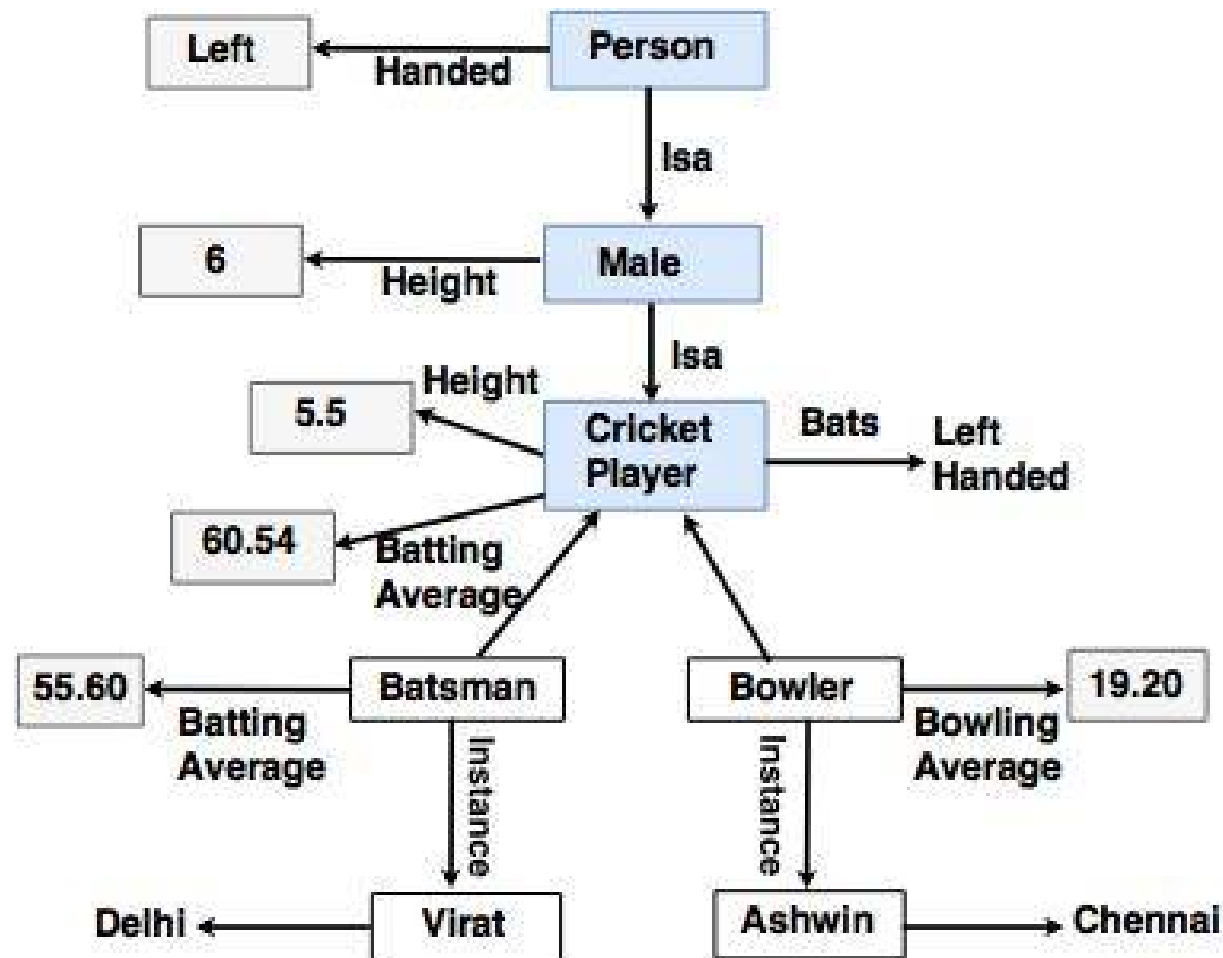 Left
Handed
Person
Isa
6
Height
Male
Isa
5.5
Height
Cricket
Player
Bats
Left
Handed
60.54
Batting
Average
55.60
Batting
Average
Batsman
Bowler
19.20
Bowling
Average
Instance
Instance
Delhi
Virat
Ashwin
Chennai